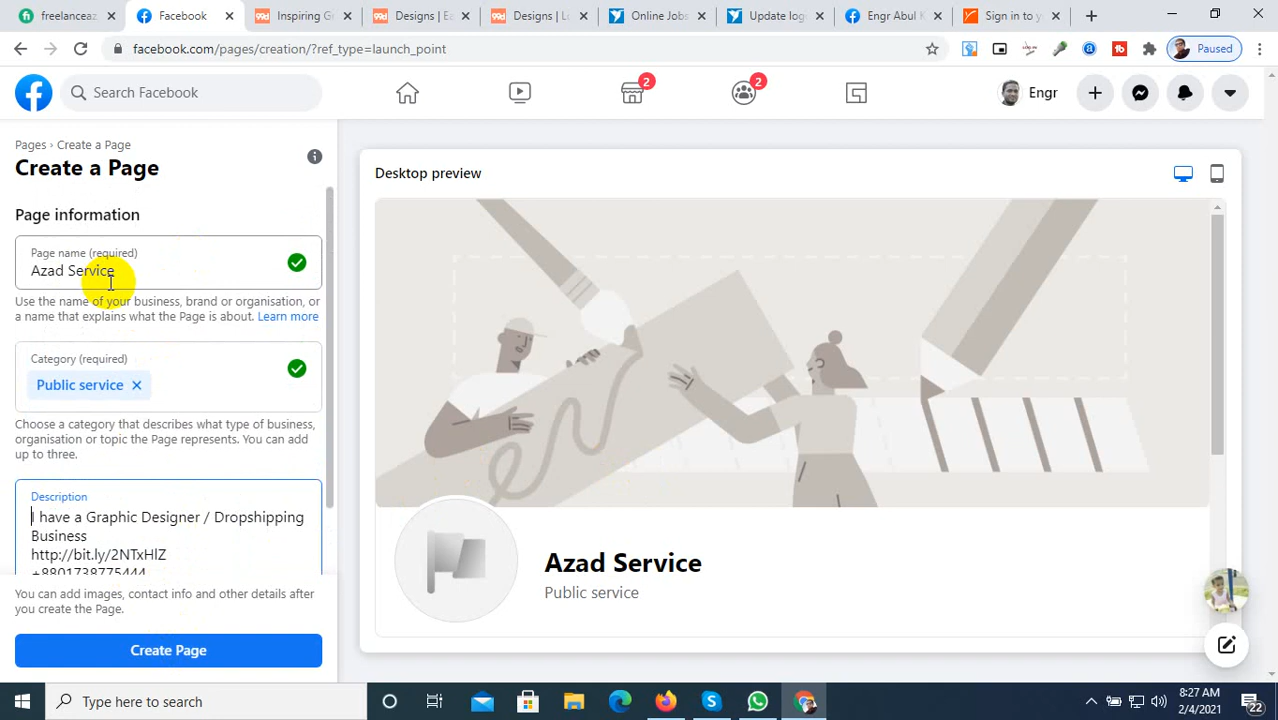 freelanceaz
Facebook
Inspiring G
Designs | Ea
Designs | Lo
Online Jobs
Update log
Engr Abul K
Sign in to y
facebook.com/pages/creation/?ref_type=launch_point
Paused
Search Facebook
2
2
Engr
Pages › Create a Page
Create a Page
Page information
Page name (required)
Azad Service
Use the name of your business, brand or organisation, or
a name that explains what the Page is about. Learn more
Category (required)
Public service
Choose a category that describes what type of business,
organisation or topic the Page represents. You can add
up to three.
Description
I have a Graphic Designer / Dropshipping
Business
http://bit.ly/2NTxHlZ
+8801738775444
You can add images, contact info and other details after
you create the Page.
Create Page
Desktop preview
Azad Service
Public service
Type here to search
8:27 AM
2/4/2021
22